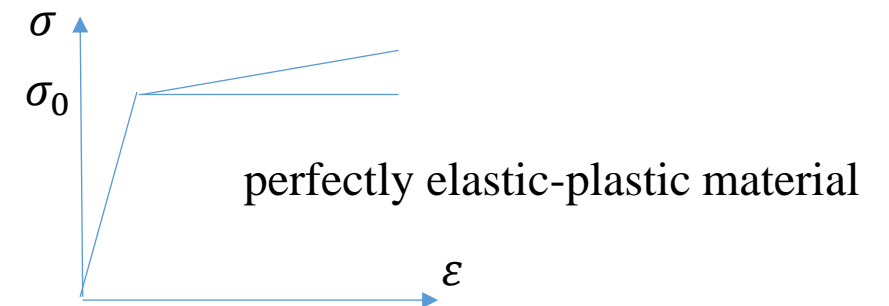 σ
σ₀
perfectly elastic-plastic material
ε